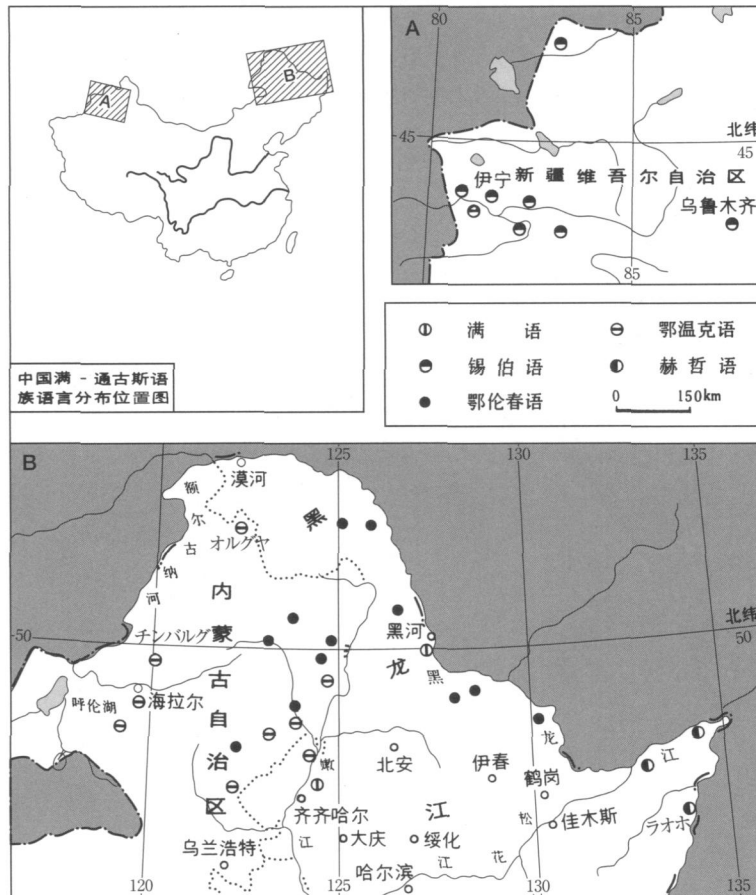 A
B
中国满-通古斯语
族语言分布位置图
A
80
85
北纬
45
45
伊宁
新疆维吾尔自治区
乌鲁木齐
85
满语
鄂温克语
锡伯语
赫哲语
鄂伦春语
0 150km
B
125
130
135
漠河
额尔古纳河
オルグヤ
黑龙江
内蒙古自治区
北纬
50
50
チンバルグ
黑河
黑龙江
呼伦湖
海拉尔
嫩江
北安
伊春
鹤岗
齐齐哈尔
大庆
绥化
松花江
佳木斯
ラオホ
乌兰浩特
哈尔滨
120
125
130
135